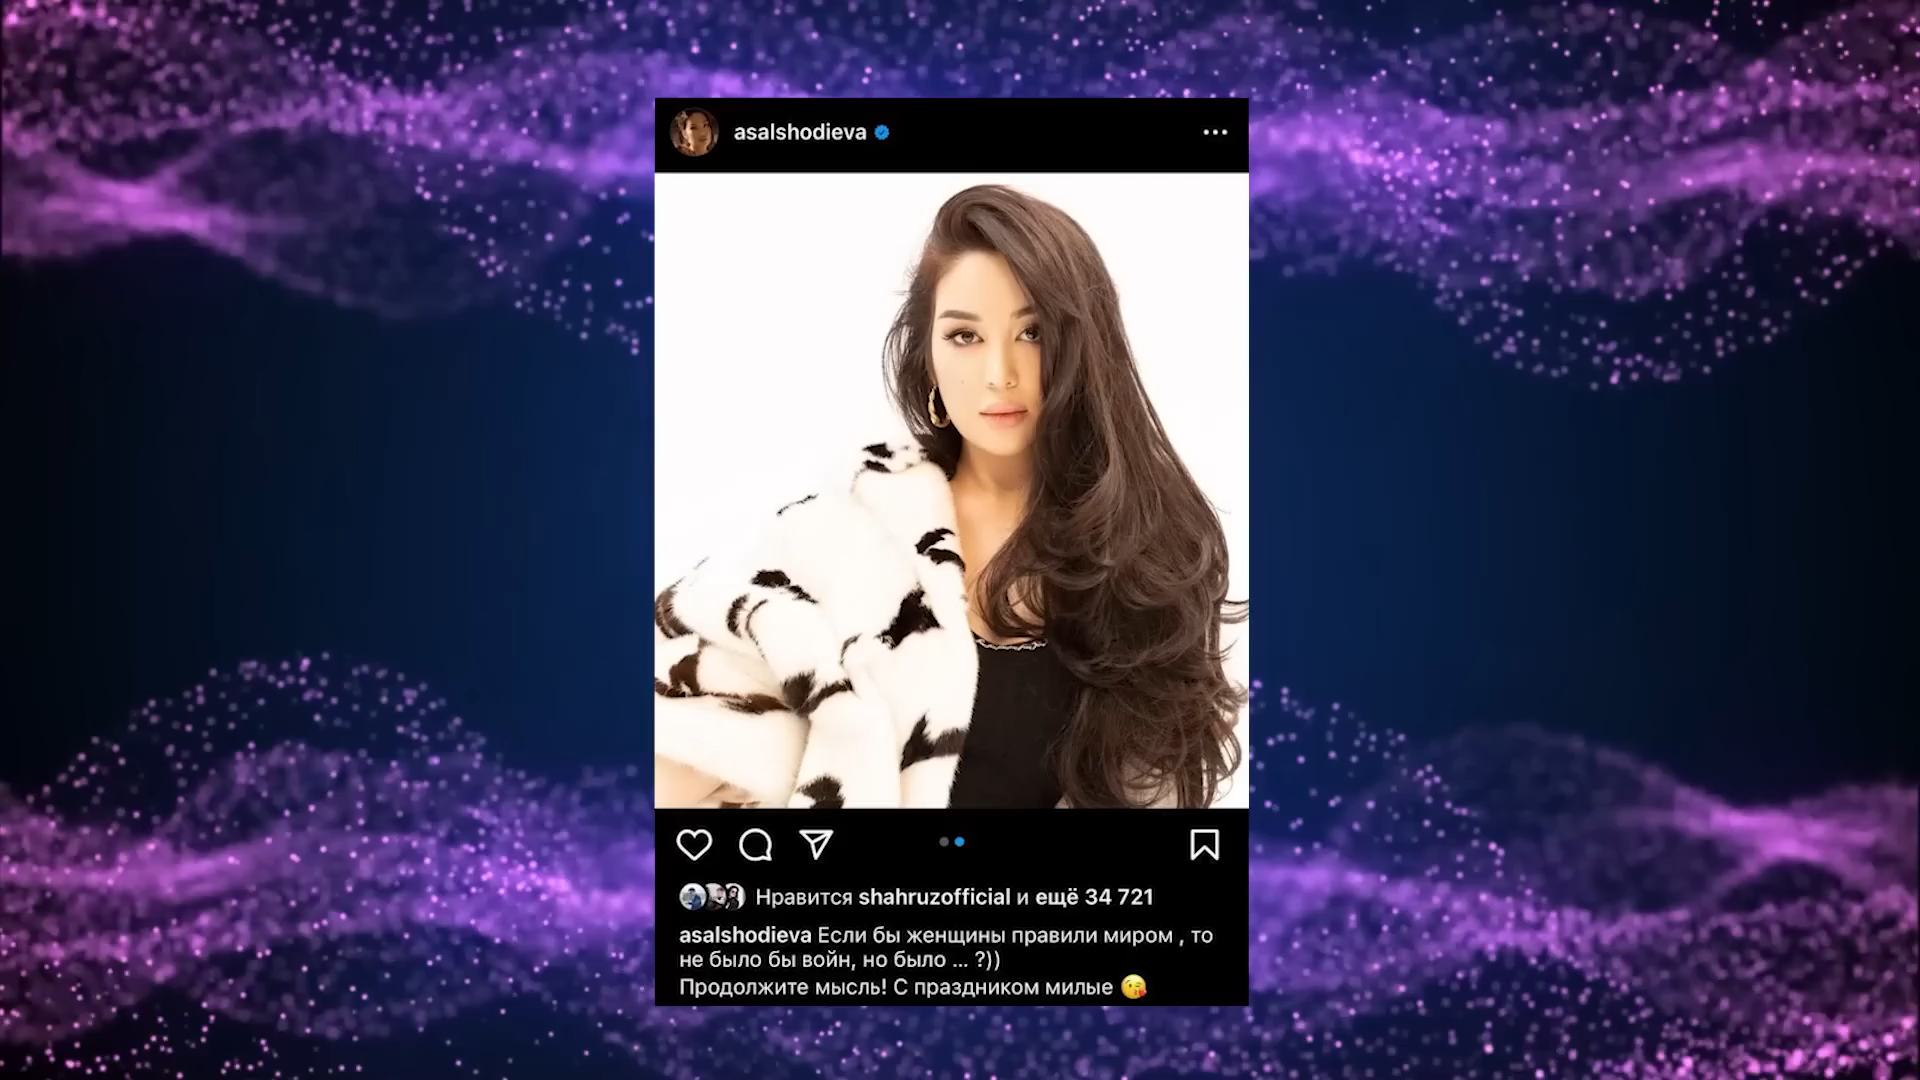 asalshodieva
Нравится shahruzofficial и ещё 34 721
asalshodieva Если бы женщины правили миром , то
не было бы войн, но было ... ?))
Продолжите мысль! С праздником милые 😘